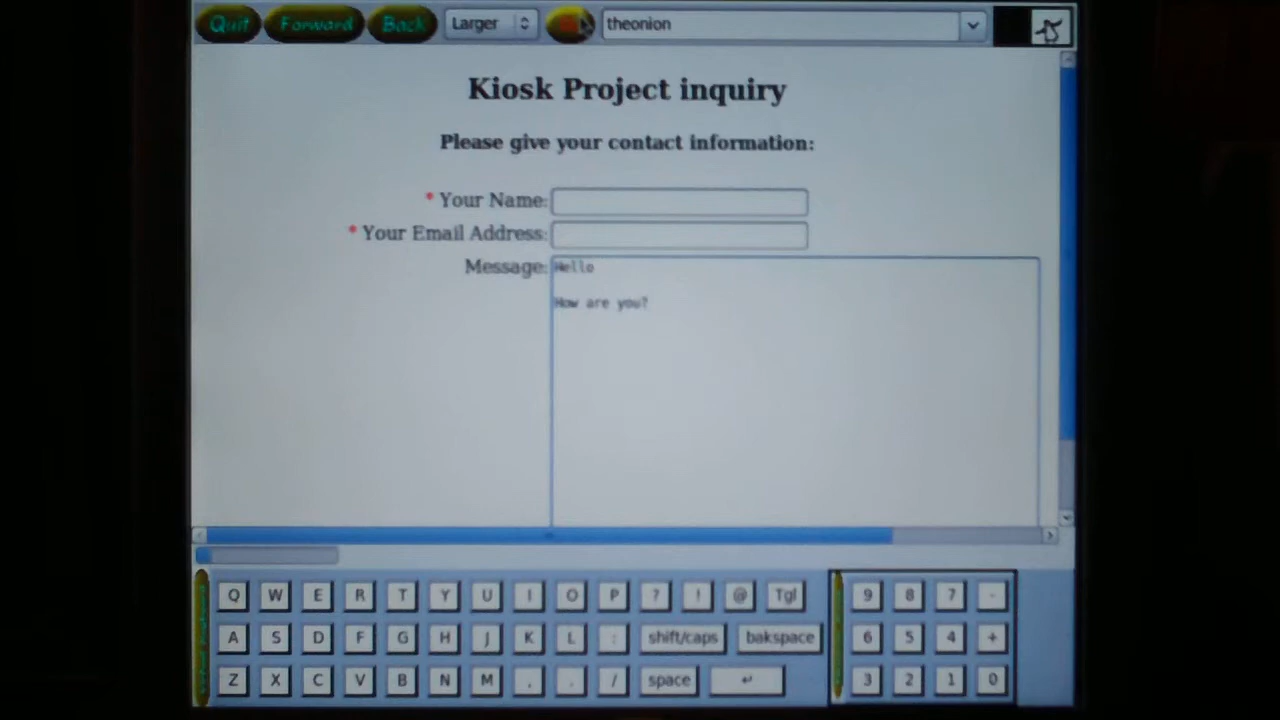 Quit Forward Back Larger theonion
Kiosk Project inquiry
Please give your contact information:
* Your Name:
* Your Email Address:
Message: Hello
How are you?
Q W E R T Y U I O P ? ! @ Tgl 9 8 7 -
A S D F G H J K L : shift/caps bakspace 6 5 4 +
Z X C V B N M , . / space ↵ 3 2 1 0